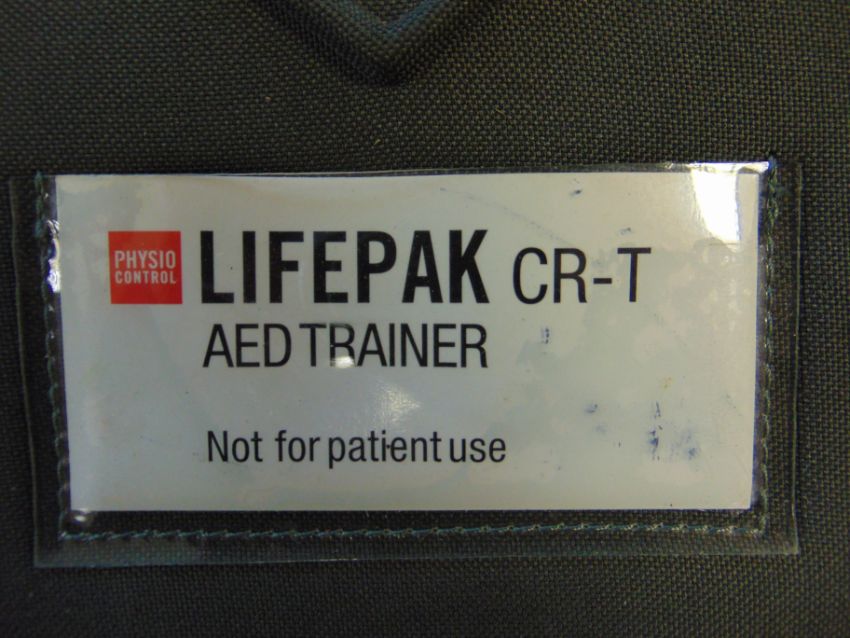 PHYSIO
CONTROL
LIFEPAK CR-T
AED TRAINER
Not for patient use